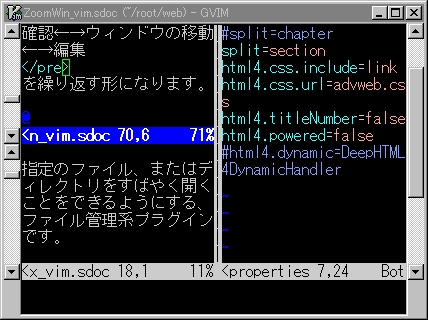 ZoomWin_vim.sdoc (~/root/web) - GVIM
確認←→ウィンドウの移動
←→編集
</pre>
を繰り返す形になります。
@
<n_vim.sdoc 70,6 71%
指定のファイル、またはデ
ィレクトリをすばやく開く
ことをできるようにする、
ファイル管理系プラグイン
です。
<x_vim.sdoc 18,1 11%
#split=chapter
split=section
html4.css.include=link
html4.css.url=advweb.cs
s
html4.titleNumber=false
html4.powered=false
#html4.dynamic=DeepHTML
4DynamicHandler
~
~
~
<properties 7,24 Bot